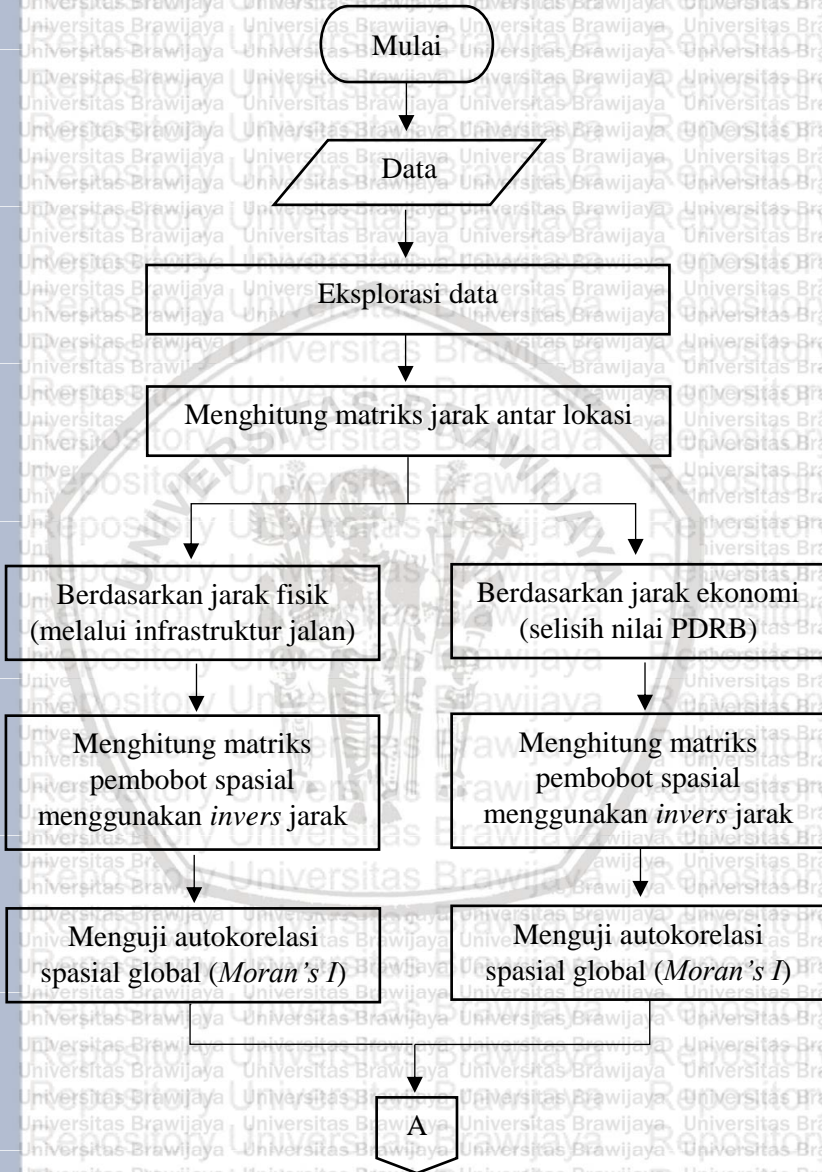 Mulai
Data
Eksplorasi data
Menghitung matriks jarak antar lokasi
Berdasarkan jarak fisik
(melalui infrastruktur jalan)
Berdasarkan jarak ekonomi
(selisih nilai PDRB)
Menghitung matriks
pembobot spasial
menggunakan invers jarak
Menghitung matriks
pembobot spasial
menggunakan invers jarak
Menguji autokorelasi
spasial global (Moran’s I)
Menguji autokorelasi
spasial global (Moran’s I)
A
UNIVERSITAS BRAWIJAYA